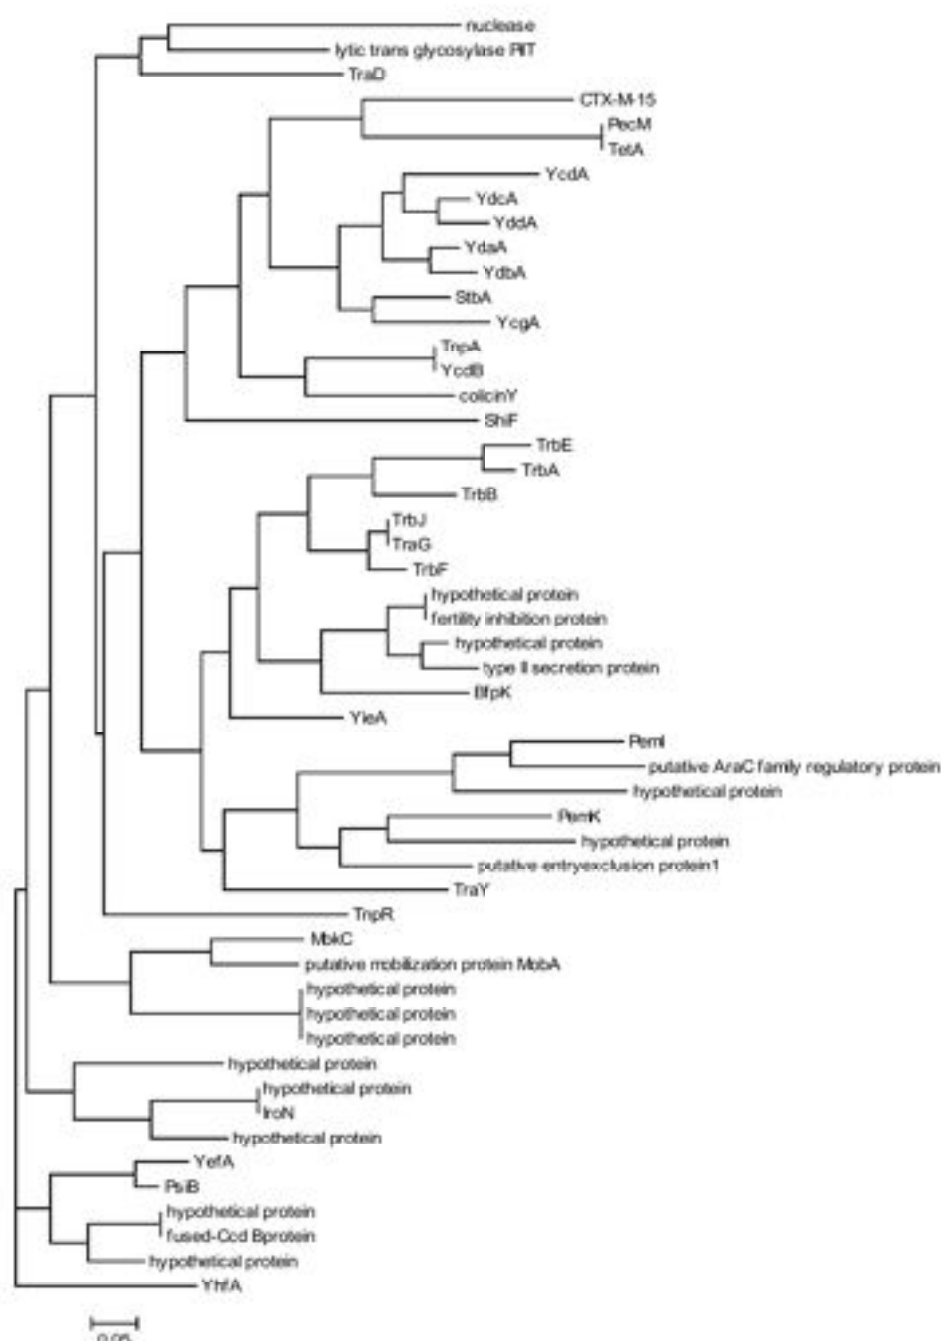 nuclease
lytic trans glycosylase PilT
TraD
CTX-M-15
PecM
TetA
YcdA
YdcA
YddA
YdaA
YdbA
StbA
YcgA
TnpA
YcdB
colicinY
ShiF
TrbE
TrbA
TrbB
TrbJ
TraG
TrbF
hypothetical protein
fertility inhibition protein
hypothetical protein
type II secretion protein
BfpK
YieA
PemI
putative AraC family regulatory protein
hypothetical protein
PemK
hypothetical protein
putative entryexclusion protein1
TraY
TnpR
MbkC
putative mobilization protein MobA
hypothetical protein
hypothetical protein
hypothetical protein
hypothetical protein
hypothetical protein
IroN
hypothetical protein
YefA
PsiB
hypothetical protein
fused-Ccd Bprotein
hypothetical protein
YhfA
0.05